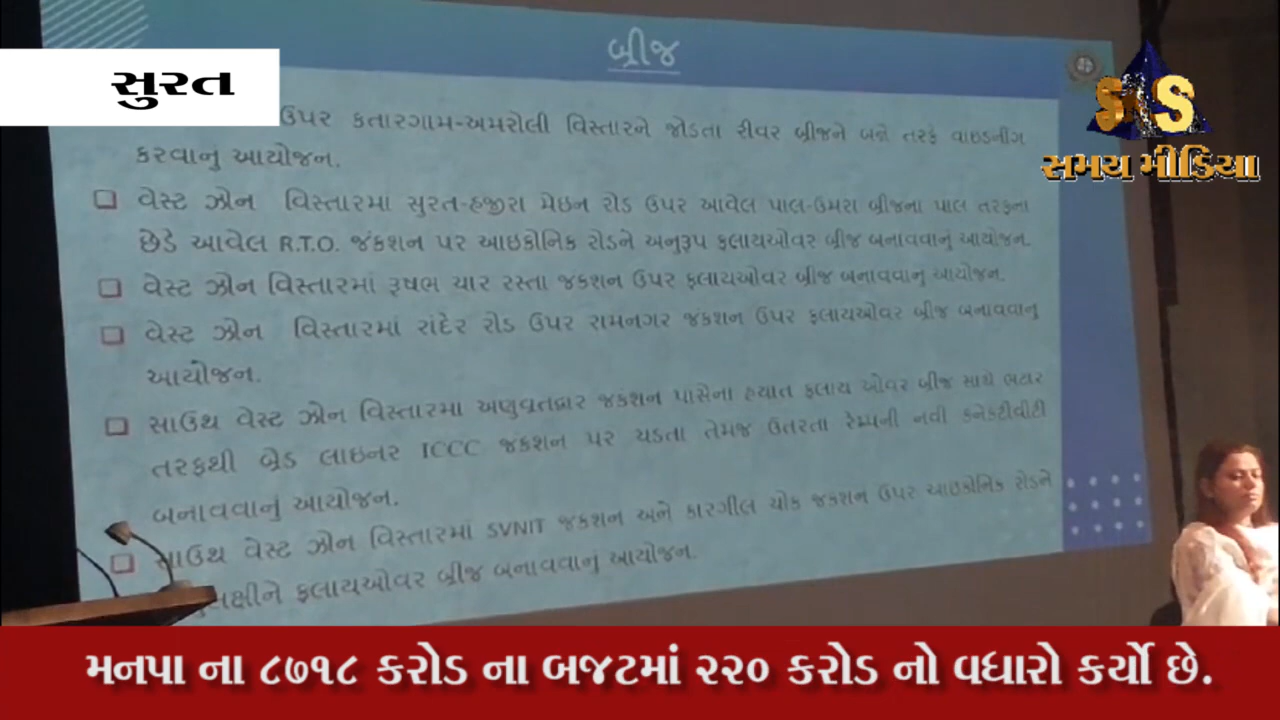 બ્રીજ
સુરત
SMS
સમય મીડિયા
ઉપર કતારગામ-અમરોલી વિસ્તારને જોડતા રીવર બ્રીજને બન્ને તરફ વાઇડનીંગ
કરવાનું આયોજન.
વેસ્ટ ઝોન વિસ્તારમાં સુરત-હજીરા મેઇન રોડ ઉપર આવેલ પાલ-ઉમરા બ્રીજના પાલ તરફના
છેડે આવેલ R.T.O. જંકશન પર આઇકોનિક રોડને અનુરૂપ ફલાયઓવર બ્રીજ બનાવવાનું આયોજન.
વેસ્ટ ઝોન વિસ્તારમાં રૂષભ ચાર રસ્તા જંકશન ઉપર ફલાયઓવર બ્રીજ બનાવવાનું આયોજન.
વેસ્ટ ઝોન વિસ્તારમાં રાંદેર રોડ ઉપર રામનગર જંકશન ઉપર ફલાયઓવર બ્રીજ બનાવવાનું
આયોજન.
સાઉથ વેસ્ટ ઝોન વિસ્તારમાં અણુવ્રતદ્વાર જંકશન પાસેના હયાત ફલાય ઓવર બ્રીજ સાથે ભટાર
તરફથી બ્રેડ લાઇનર ICCC જંકશન પર ચડતા તેમજ ઉતરતા રેમ્પની નવી કનેકટીવીટી
બનાવવાનું આયોજન.
સાઉથ વેસ્ટ ઝોન વિસ્તારમાં SVNIT જંકશન અને કારગીલ ચોક જંકશન ઉપર આઇકોનિક રોડને
ફલાયઓવર બ્રીજ બનાવવાનું આયોજન.
મનપા ના ૮૭૧૮ કરોડ ના બજટમાં ૨૨૦ કરોડ નો વધારો કર્યો છે.